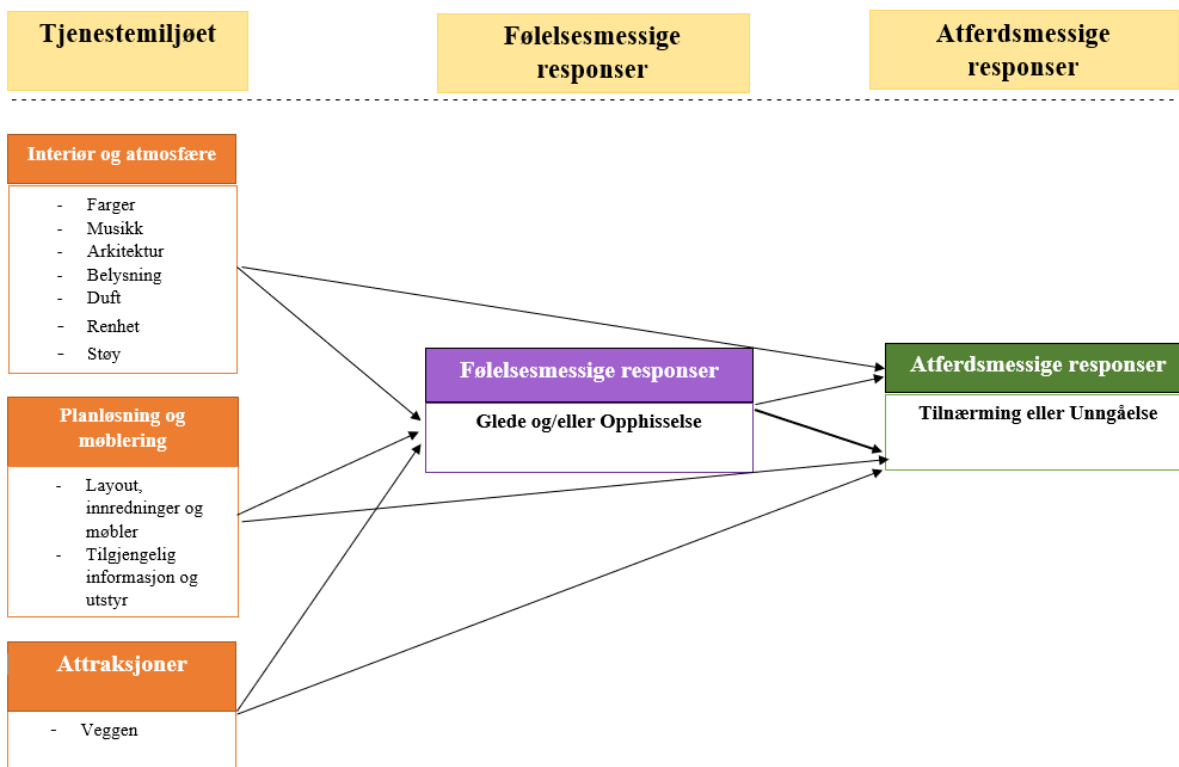 Tjenestemiljøet
Følelsesmessige
responser
Atferdsmessige
responser
Interiør og atmosfære
- Farger
- Musikk
- Arkitektur
- Belysning
- Duft
- Renhet
- Støy
Planløsning og
møblering
- Layout,
innredninger og
møbler
- Tilgjengelig
informasjon og
utstyr
Attraksjoner
- Veggen
Følelsesmessige responser
Glede og/eller Opphisselse
Atferdsmessige responser
Tilnærming eller Unngåelse